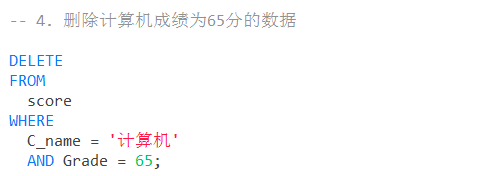 -- 4. 删除计算机成绩为65分的数据
DELETE
FROM
score
WHERE
C_name = '计算机'
AND Grade = 65;